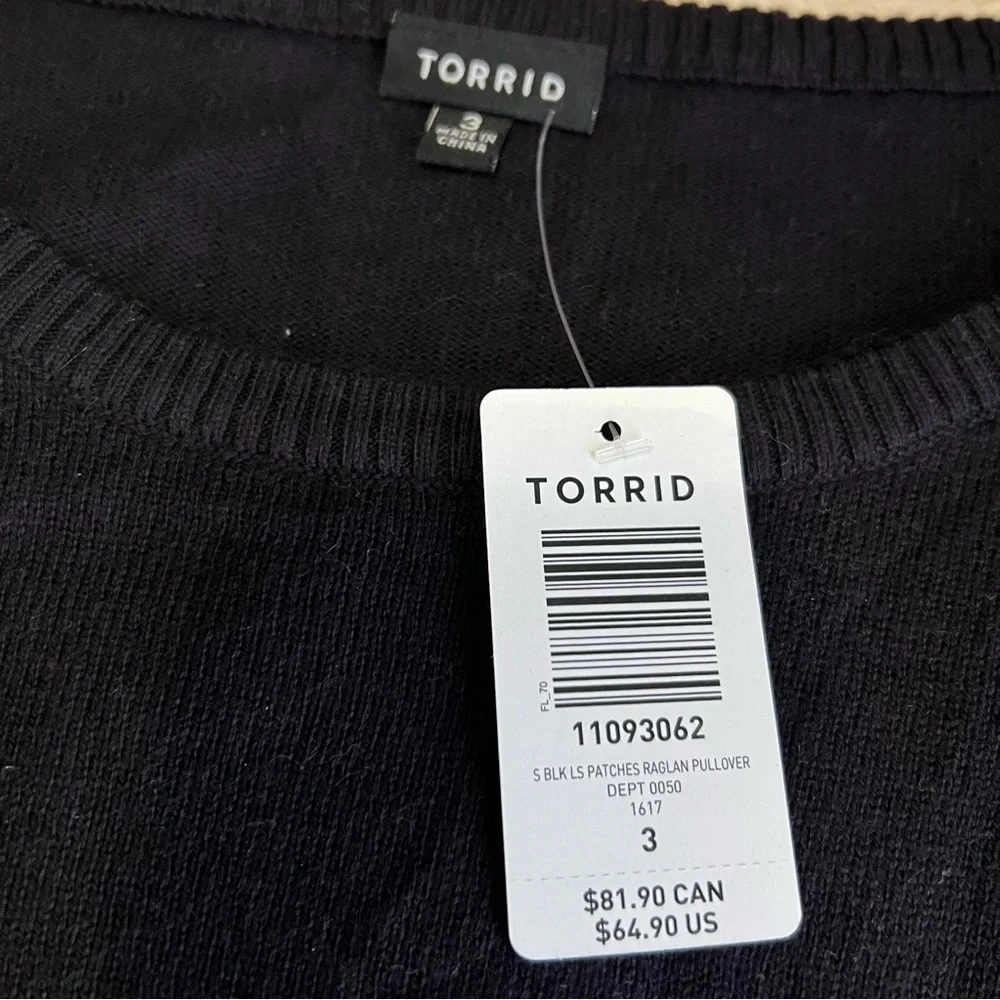 TORRID
3
MADE IN
CHINA
TORRID
FL_70
11093062
S BLK LS PATCHES RAGLAN PULLOVER
DEPT 0050
1617
3
$81.90 CAN
$64.90 US